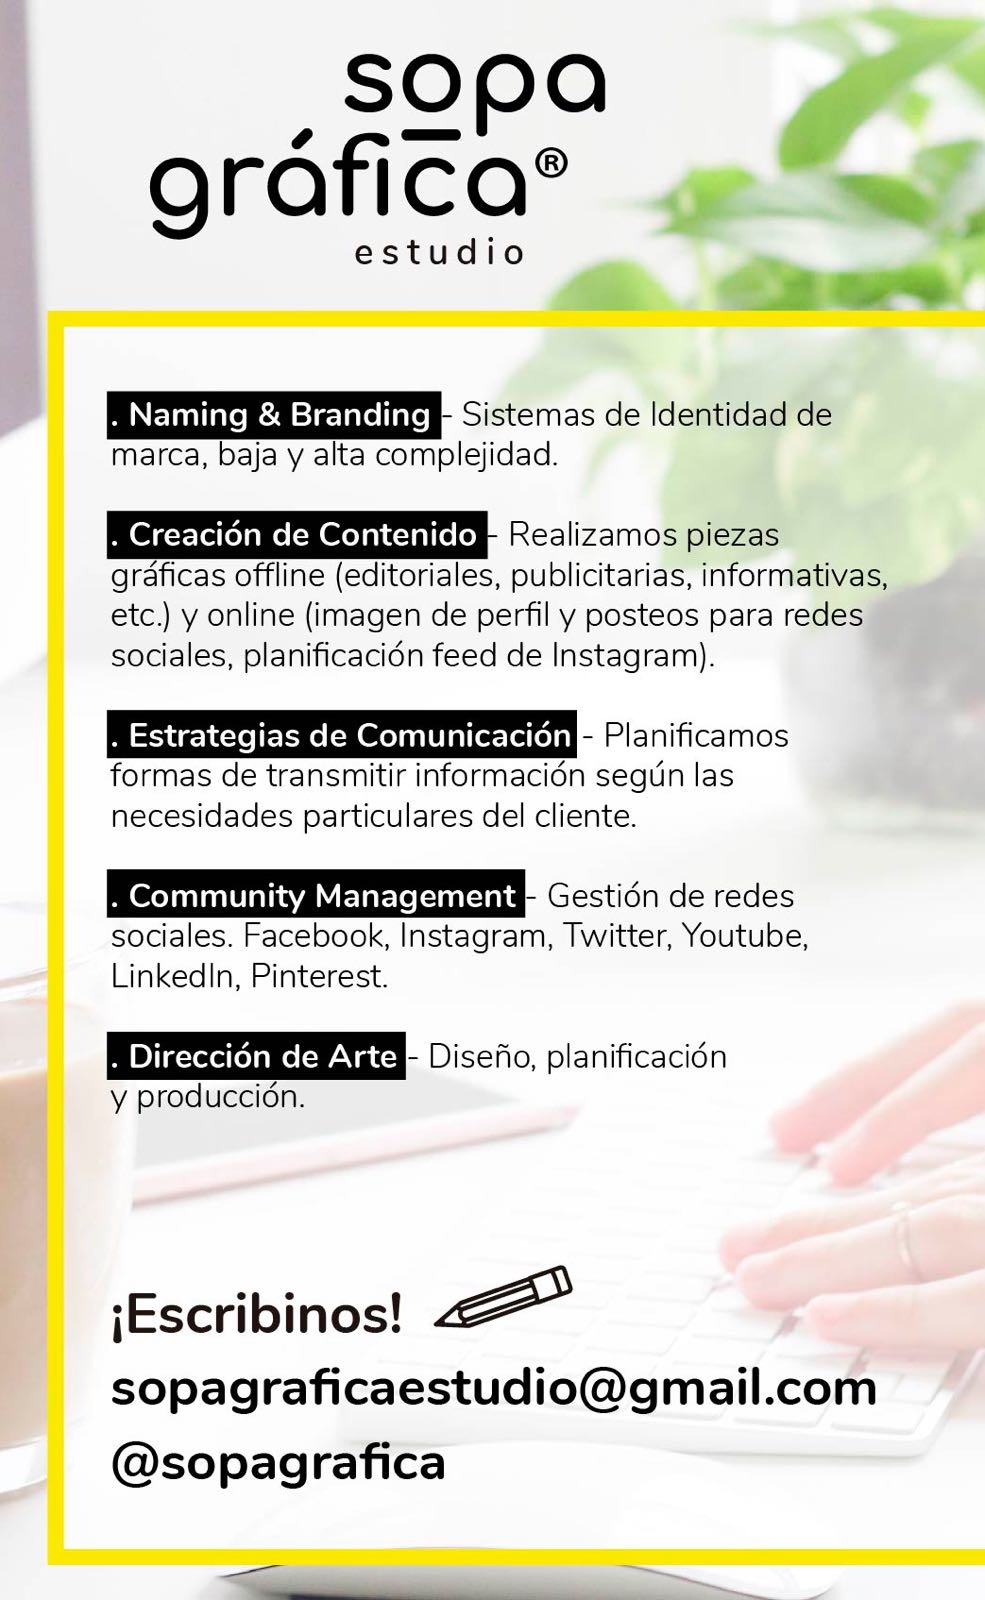 sopa
gráfica®
estudio
. Naming & Branding - Sistemas de Identidad de
marca, baja y alta complejidad.
. Creación de Contenido - Realizamos piezas
gráficas offline (editoriales, publicitarias, informativas,
etc.) y online (imagen de perfil y posteos para redes
sociales, planificación feed de Instagram).
. Estrategias de Comunicación - Planificamos
formas de transmitir información según las
necesidades particulares del cliente.
. Community Management - Gestión de redes
sociales. Facebook, Instagram, Twitter, Youtube,
LinkedIn, Pinterest.
. Dirección de Arte - Diseño, planificación
y producción.
¡Escribinos!
sopagraficaestudio@gmail.com
@sopagrafica